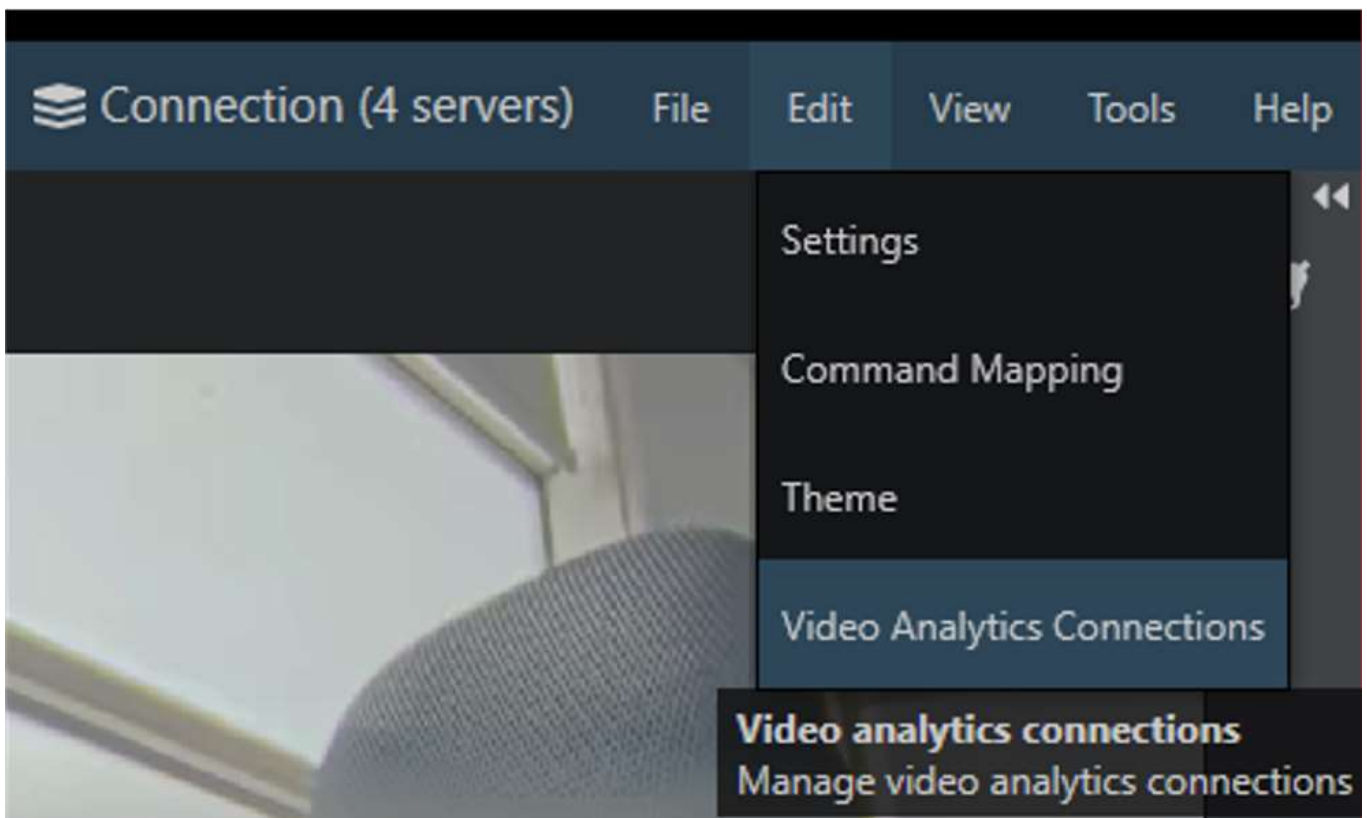 Connection (4 servers) File Edit View Tools Help
Settings
Command Mapping
Theme
Video Analytics Connections
Video analytics connections
Manage video analytics connections